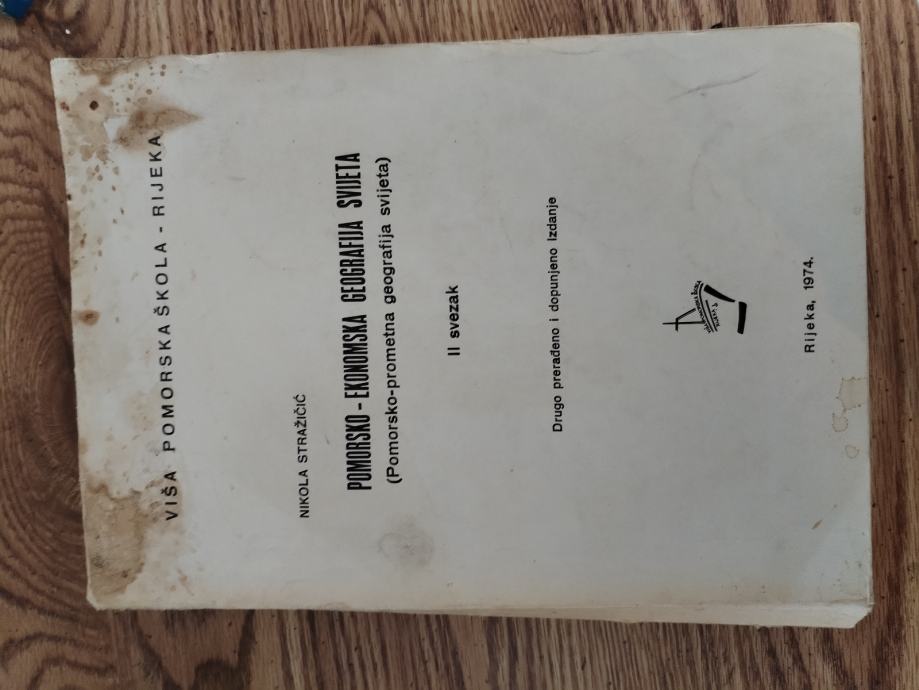 VIŠA POMORSKA ŠKOLA - RIJEKA
NIKOLA STRAŽIČIĆ
POMORSKO - EKONOMSKA GEOGRAFIJA SVIJETA
(Pomorsko-prometna geografija svijeta)
II svezak
Drugo prerađeno i dopunjeno izdanje
Rijeka, 1974.